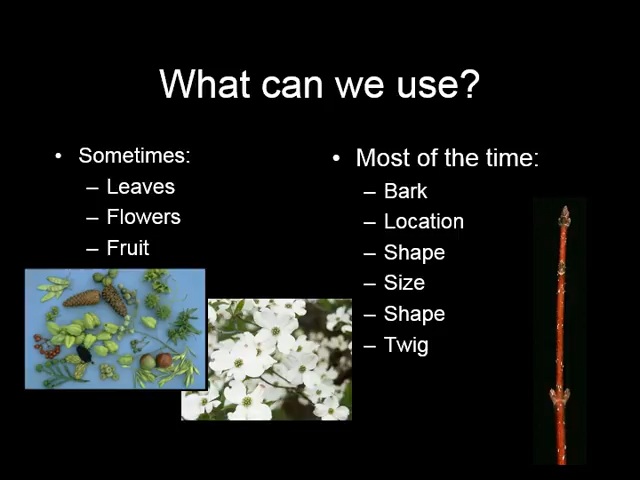 What can we use?
• Sometimes:
– Leaves
– Flowers
– Fruit
• Most of the time:
– Bark
– Location
– Shape
– Size
– Shape
– Twig